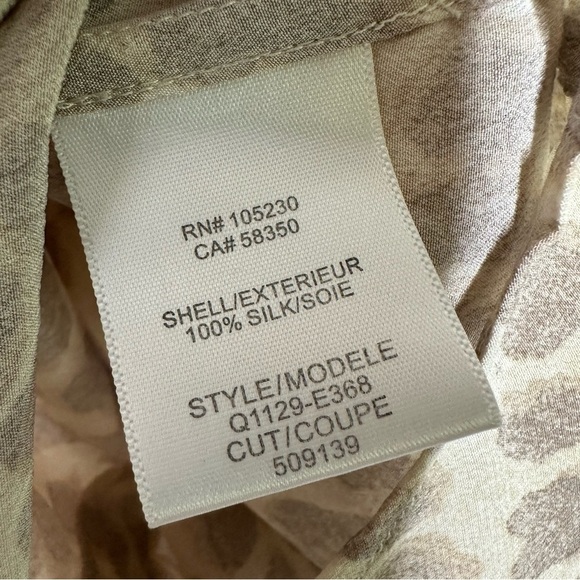 RN# 105230
CA# 58350
SHELL/EXTERIEUR
100% SILK/SOIE
STYLE/MODELE
Q1129-E368
CUT/COUPE
509139